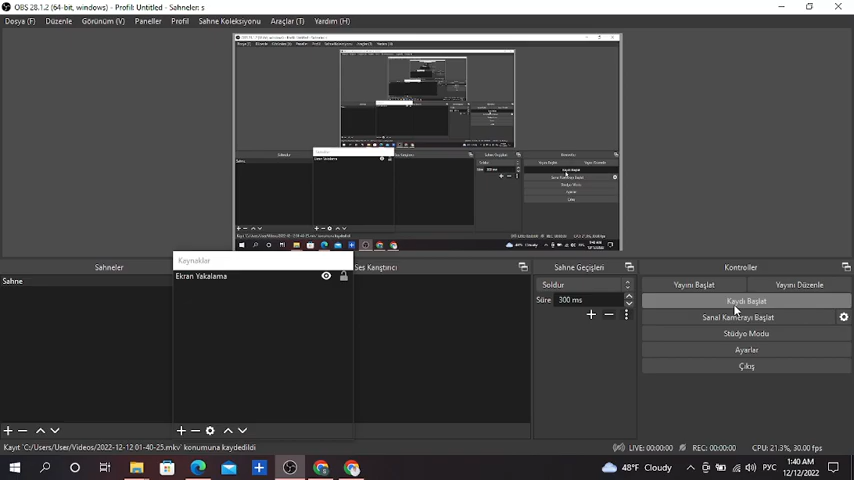 OBS 28.1.2 (64-bit, windows) - Profil: Untitled - Sahneler: s
Dosya (F) Düzenle Görünüm (V) Paneller Profil Sahne Koleksiyonu Araçlar (T) Yardım (H)
Sahneler
Kaynaklar
Ses Karıştırıcı
Sahne Geçişleri
Kontroller
Sahne
Ekran Yakalama
Soldur
Süre 300 ms
Yayını Başlat
Yayını Düzenle
Kaydı Başlat
Sanal Kamerayı Başlat
Stüdyo Modu
Ayarlar
Çıkış
Kayıt 'C:/Users/User/Videos/2022-12-12 01-40-25.mkv' konumuna kaydedildi
LIVE: 00:00:00 REC: 00:00:00 CPU: 21.3%, 30.00 fps
48°F Cloudy
РУС
1:40 AM
12/12/2022